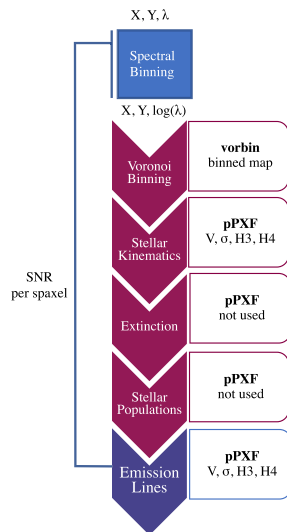 X, Y, λ
Spectral
Binning
X, Y, log(λ)
Voronoi
Binning
vorbin
binned map
Stellar
Kinematics
pPXF
V, σ, H3, H4
SNR
per spaxel
Extinction
pPXF
not used
Stellar
Populations
pPXF
not used
Emission
Lines
pPXF
V, σ, H3, H4